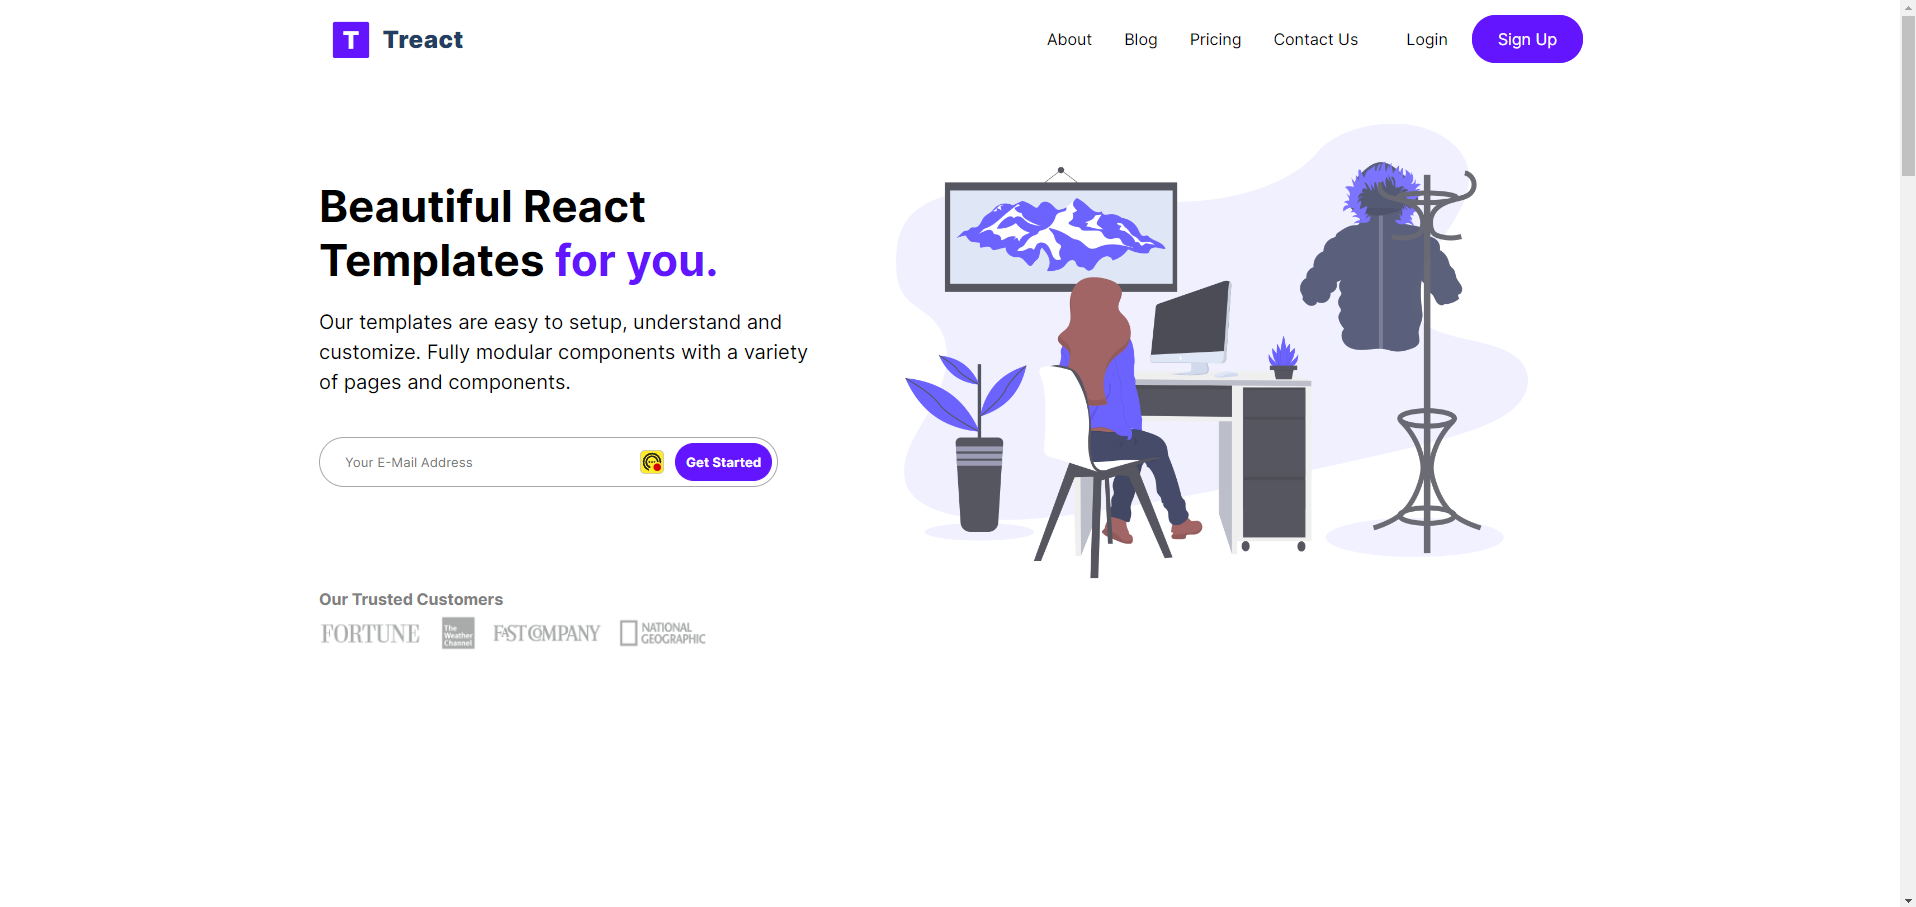 T Treact
About Blog Pricing Contact Us Login Sign Up
Beautiful React
Templates for you.
Our templates are easy to setup, understand and
customize. Fully modular components with a variety
of pages and components.
Your E-Mail Address
Get Started
Our Trusted Customers
FORTUNE
The
Weather
Channel
FAST COMPANY
NATIONAL
GEOGRAPHIC